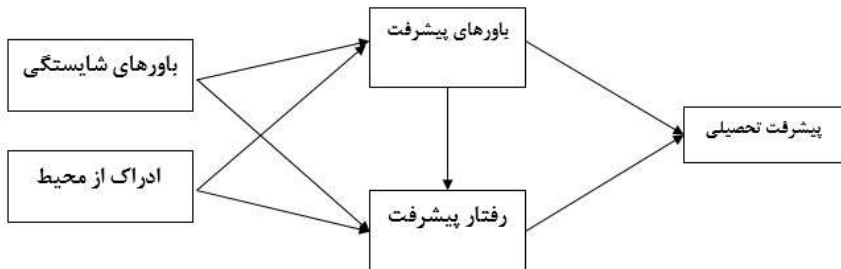 باورهای پیشرفت
باورهای شایستگی
پیشرفت تحصیلی
ادراک از محیط
رفتار پیشرفت